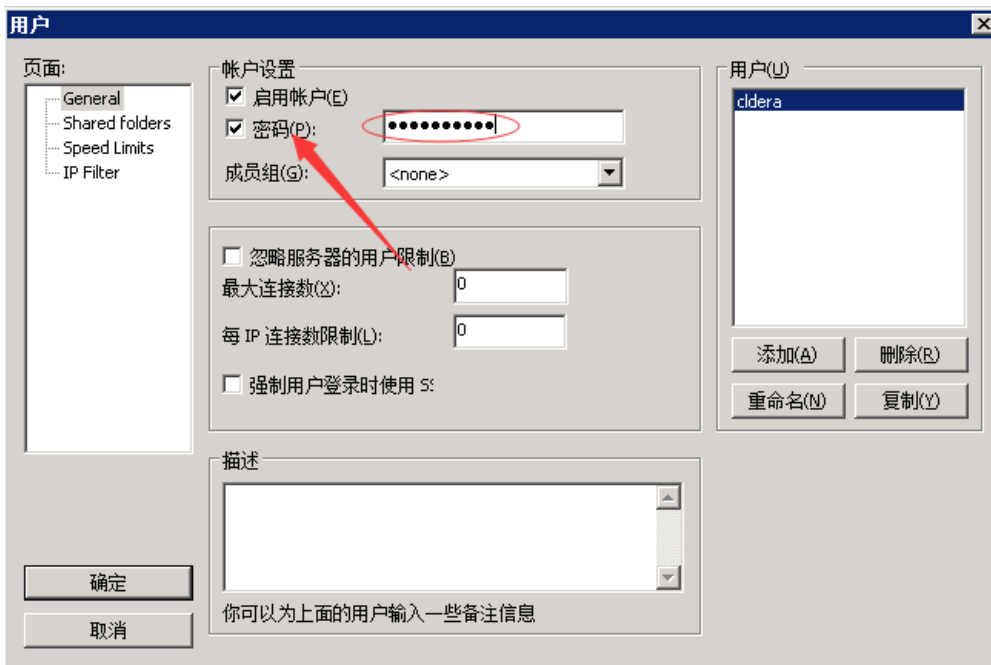 用户
页面:
General
Shared folders
Speed Limits
IP Filter
帐户设置
启用帐户(E)
密码(P):
●●●●●●●●●●
成员组(G):
<none>
忽略服务器的用户限制(B)
最大连接数(X):
0
每 IP 连接数限制(L):
0
强制用户登录时使用
描述
你可以为上面的用户输入一些备注信息
用户(U)
cldera
添加(A)
删除(R)
重命名(N)
复制(Y)
确定
取消